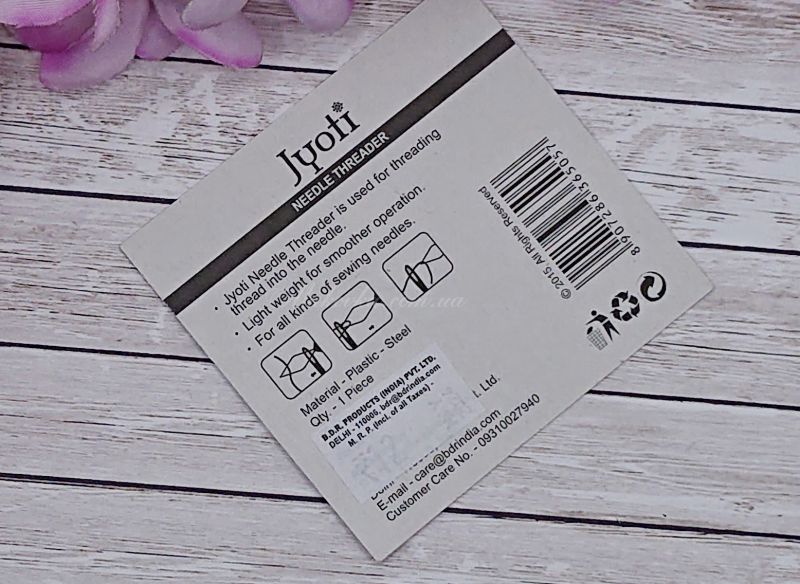 Jyoti
NEEDLE THREADER
• Jyoti Needle Threader is used for threading
thread into the needle.
• Light weight for smoother operation.
• For all kinds of sewing needles.
Material - Plastic - Steel
Qty. - 1 Piece
B.D.R. PRODUCTS (INDIA) PVT. LTD.
DELHI - 110005, bdr@bdrindia.com
M. R. P. (Incl. of all Taxes) -
t. Ltd.
E-mail - care@bdrindia.com
Customer Care No. - 09310027940
8907286136505
©2015, All Rights Reserved
.com.ua